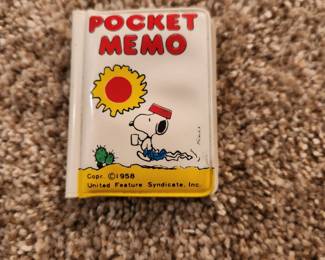 POCKET
MEMO
Copr. ©1958
United Feature Syndicate, Inc.